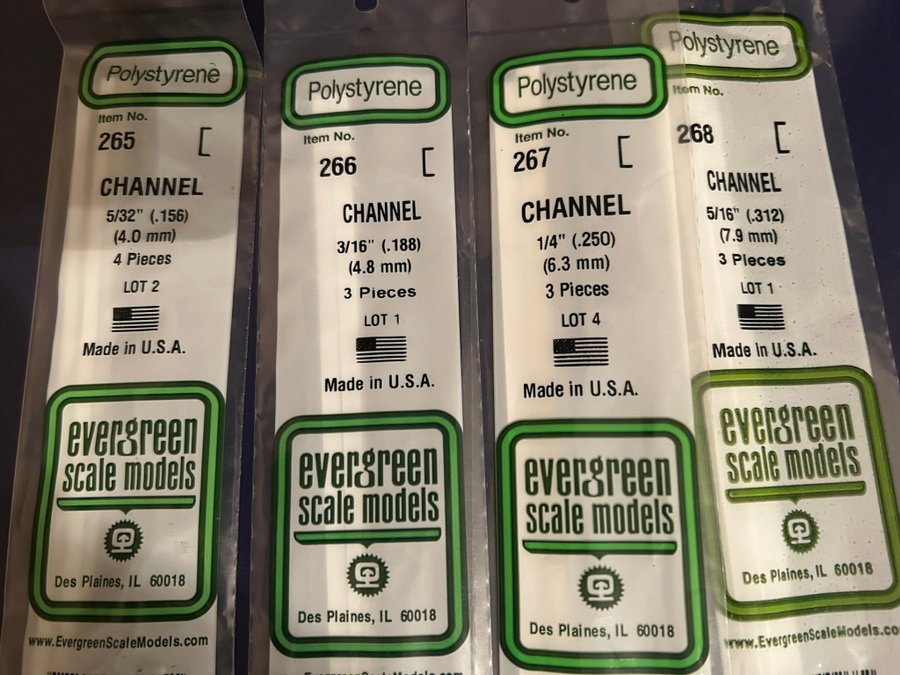 Polystyrene
Item No.
265
CHANNEL
5/32" (.156)
(4.0 mm)
4 Pieces
LOT 2
Made in U.S.A.
evergreen
scale models
Des Plaines, IL 60018
www.EvergreenScaleModels.com
Polystyrene
Item No.
266
CHANNEL
3/16" (.188)
(4.8 mm)
3 Pieces
LOT 1
Made in U.S.A.
evergreen
scale models
Des Plaines, IL 60018
Polystyrene
Item No.
267
CHANNEL
1/4" (.250)
(6.3 mm)
3 Pieces
LOT 4
Made in U.S.A.
evergreen
scale models
Des Plaines, IL 60018
Polystyrene
Item No.
268
CHANNEL
5/16" (.312)
(7.9 mm)
3 Pieces
LOT 1
Made in U.S.A.
evergreen
scale models
Des Plaines, IL 60018
www.EvergreenScaleModels.co